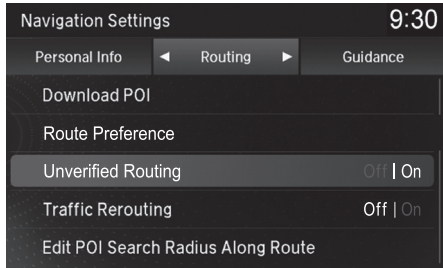 Navigation Settings 9:30
Personal Info ◄ Routing ► Guidance
Download POI
Route Preference
Unverified Routing Off | On
Traffic Rerouting Off | On
Edit POI Search Radius Along Route